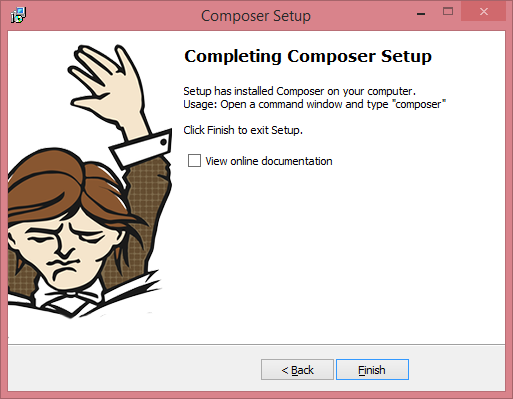 Composer Setup
Completing Composer Setup
Setup has installed Composer on your computer.
Usage: Open a command window and type "composer"
Click Finish to exit Setup.
View online documentation
< Back
Finish